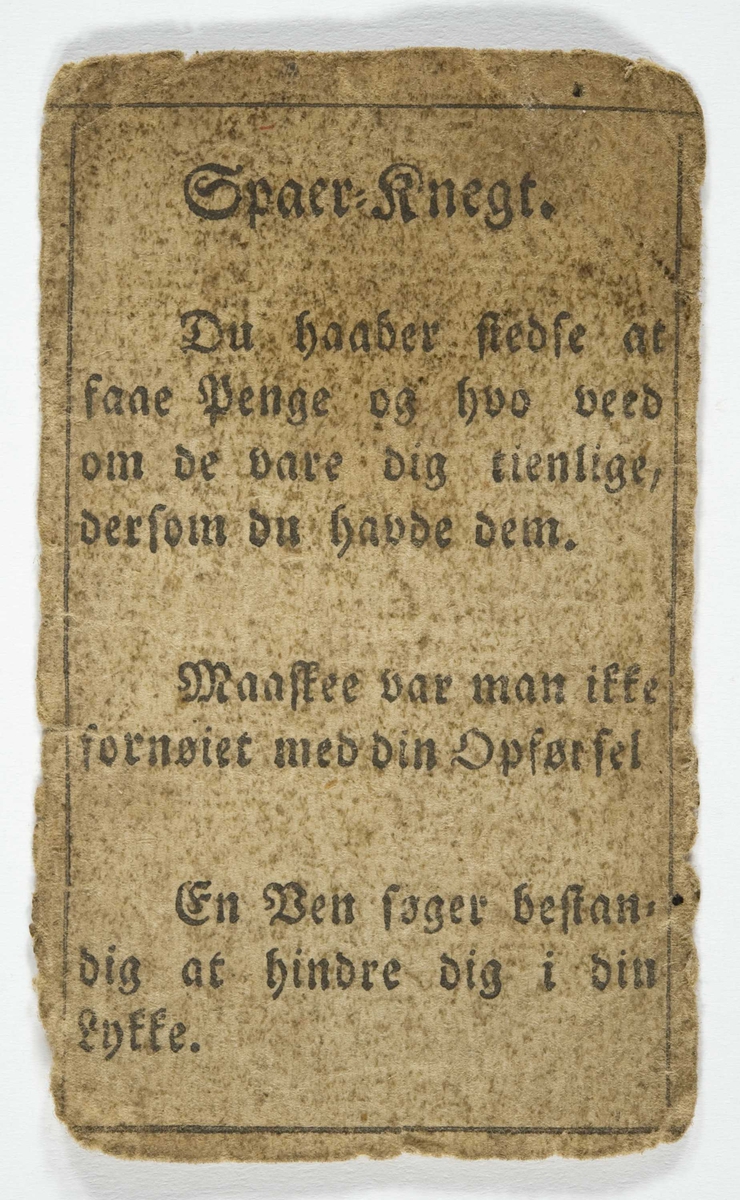 Spaer-Knegt.
Du haaber stedse at
faae Penge og hvo veed
om de vare dig tienlige,
dersom du havde dem.
Maaskee var man ikke
fornøiet med din Opførsel
En Ven søger bestan-
dig at hindre dig i din
Lykke.